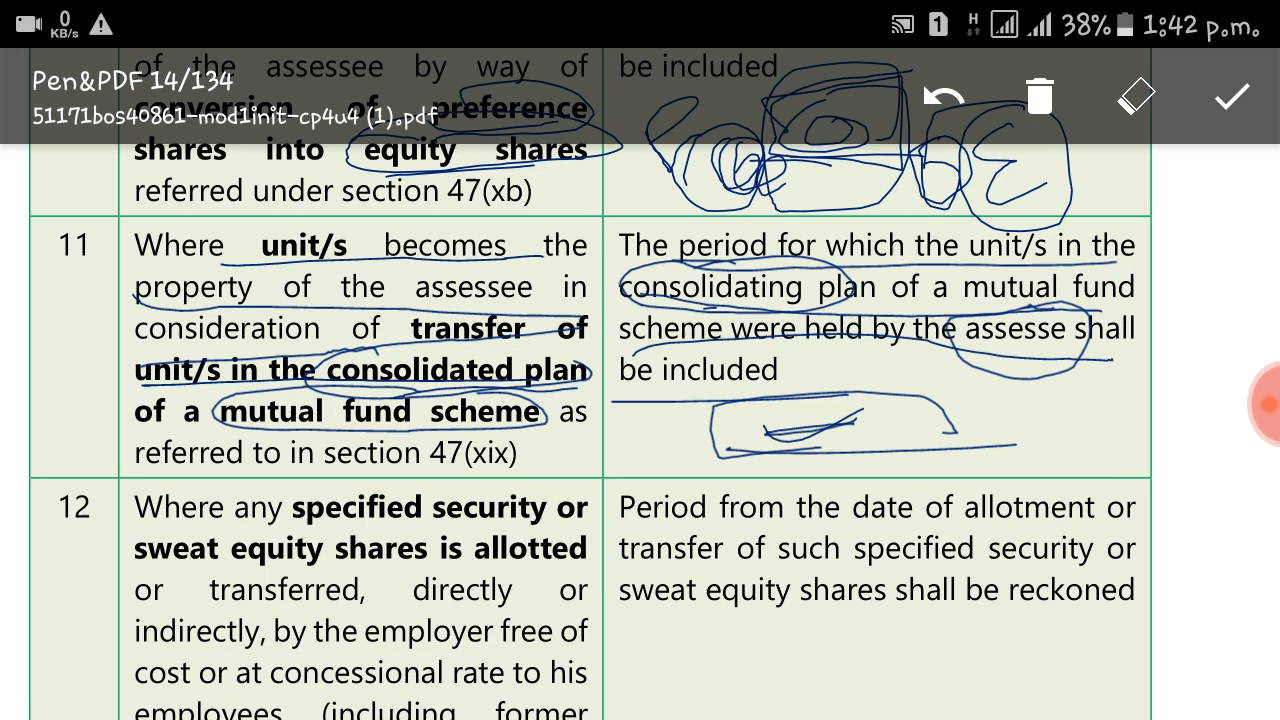 0 KB/s 1 H 38% 1:42 p.m.
Pen&PDF 14/134
51171bos40861-mod1init-cp4u4 (1).pdf
of the assessee by way of
conversion of preference
shares into equity shares
referred under section 47(xb)
be included
11
Where unit/s becomes the
property of the assessee in
consideration of transfer of
unit/s in the consolidated plan
of a mutual fund scheme as
referred to in section 47(xix)
The period for which the unit/s in the
consolidating plan of a mutual fund
scheme were held by the assesse shall
be included
12
Where any specified security or
sweat equity shares is allotted
or transferred, directly or
indirectly, by the employer free of
cost or at concessional rate to his
employees (including former
Period from the date of allotment or
transfer of such specified security or
sweat equity shares shall be reckoned